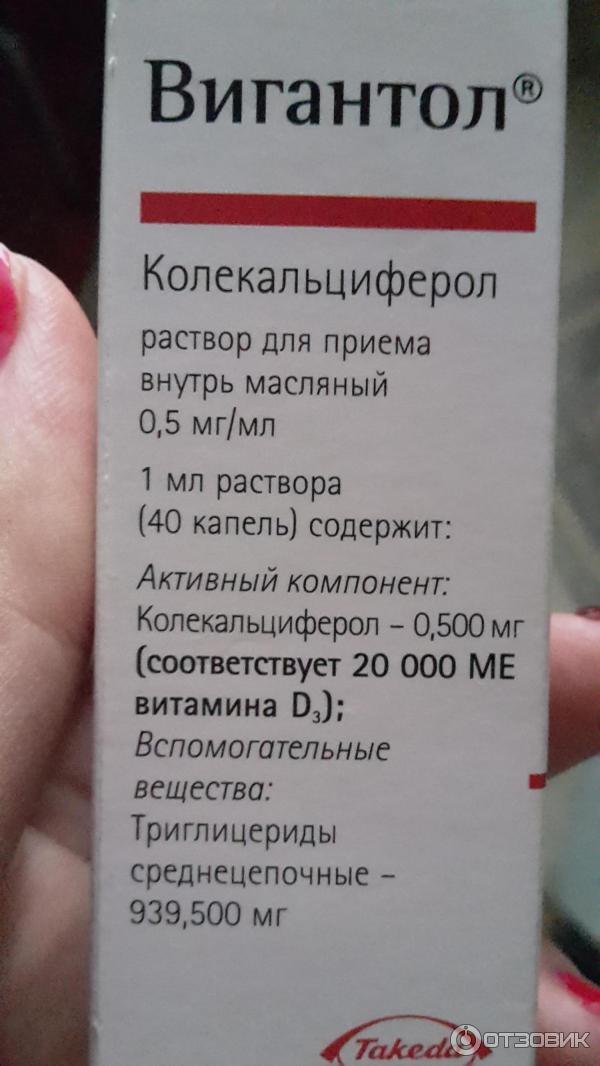 Вигантол®
Колекальциферол
раствор для приема
внутрь масляный
0,5 мг/мл
1 мл раствора
(40 капель) содержит:
Активный компонент:
Колекальциферол – 0,500 мг
(соответствует 20 000 МЕ
витамина D₃);
Вспомогательные
вещества:
Триглицериды
среднецепочные –
939,500 мг
Takeda
ОТЗОВИК